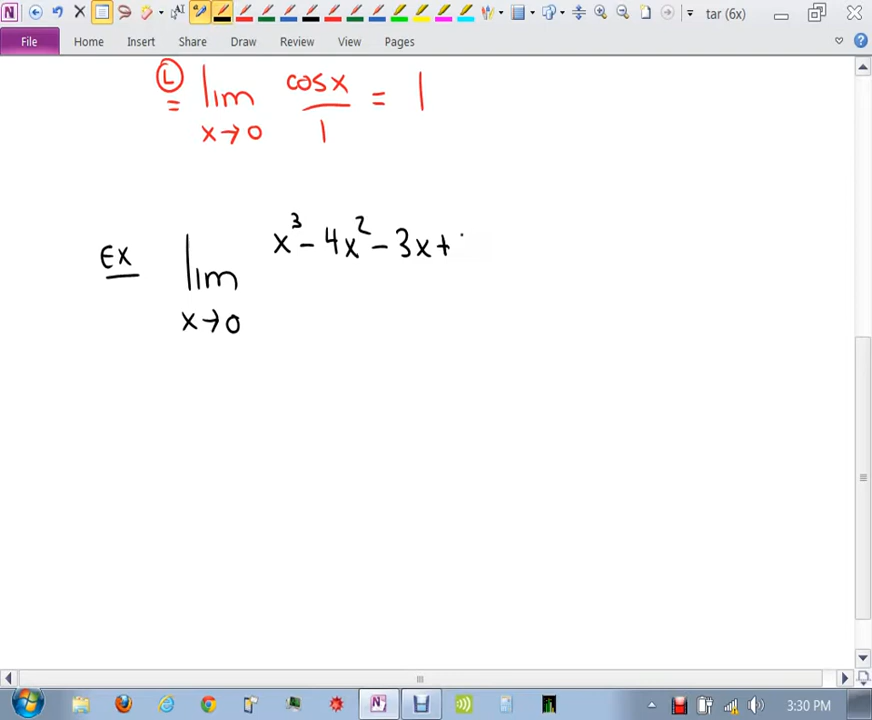 tar (6x)
File Home Insert Share Draw Review View Pages
Ⓛ
= lim x→0 cosx/1 = 1
Ex lim x→0 x³ - 4x² - 3x +
3:30 PM